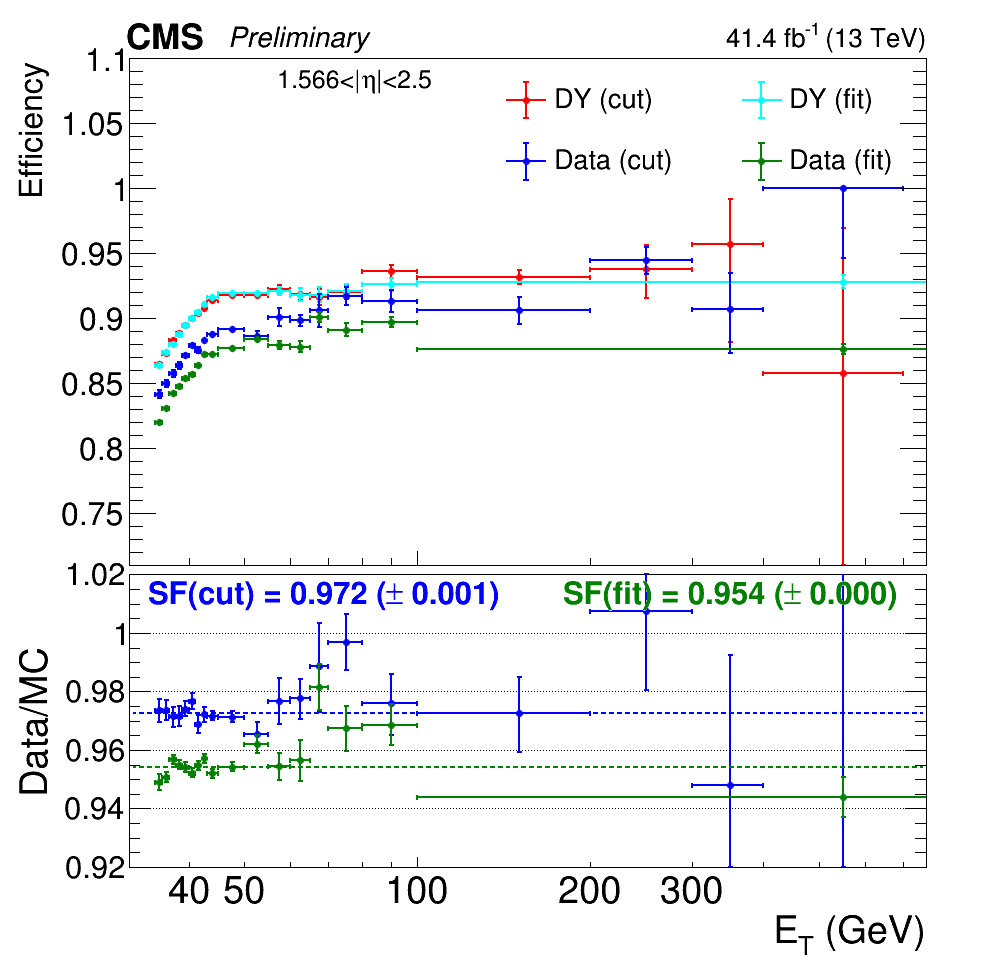 CMS Preliminary 41.4 fb-1 (13 TeV)
1.566<|η|<2.5
DY (cut) DY (fit)
Data (cut) Data (fit)
Efficiency
1.1
1.05
1
0.95
0.9
0.85
0.8
0.75
SF(cut) = 0.972 (± 0.001) SF(fit) = 0.954 (± 0.000)
Data/MC
1.02
1
0.98
0.96
0.94
0.92
40 50 100 200 300
ET (GeV)